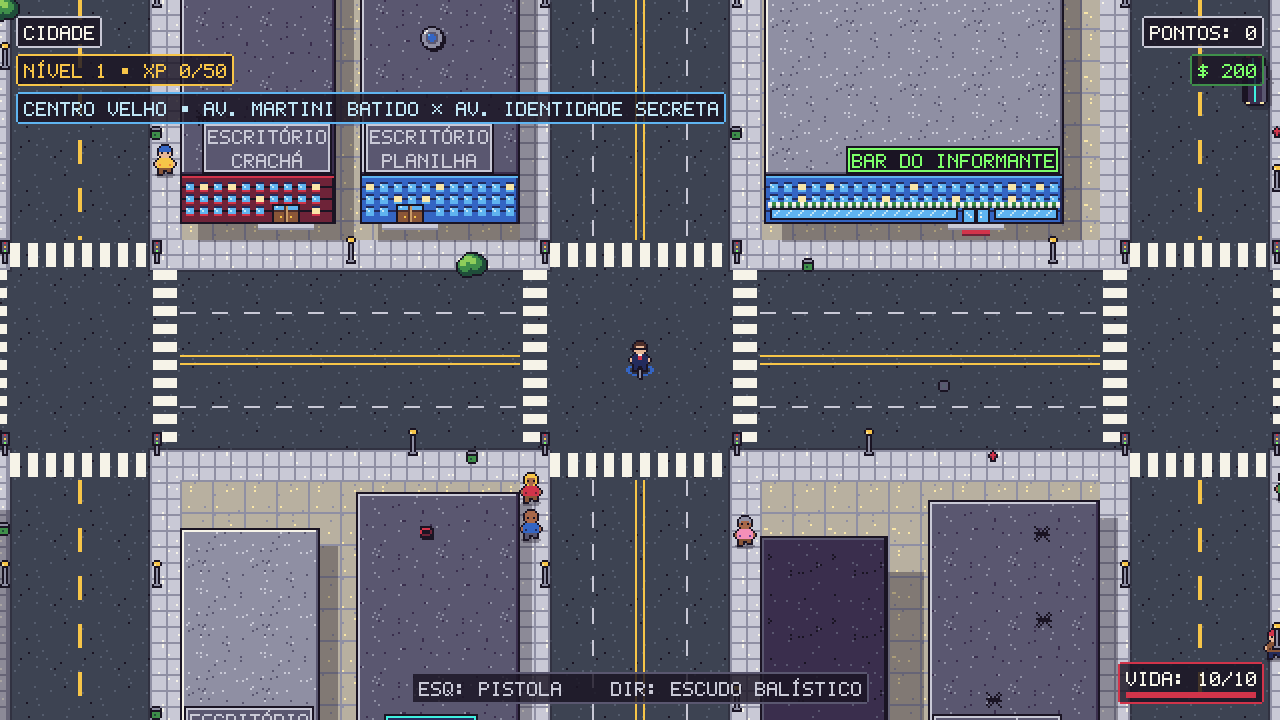 CIDADE
PONTOS: 0
NÍVEL 1 ▪ XP 0/50
$ 200
CENTRO VELHO ▪ AV. MARTINI BATIDO × AV. IDENTIDADE SECRETA
ESCRITÓRIO
CRACHÁ
ESCRITÓRIO
PLANILHA
BAR DO INFORMANTE
VIDA: 10/10
ESQ: PISTOLA DIR: ESCUDO BALÍSTICO
ESCRITÓRIO